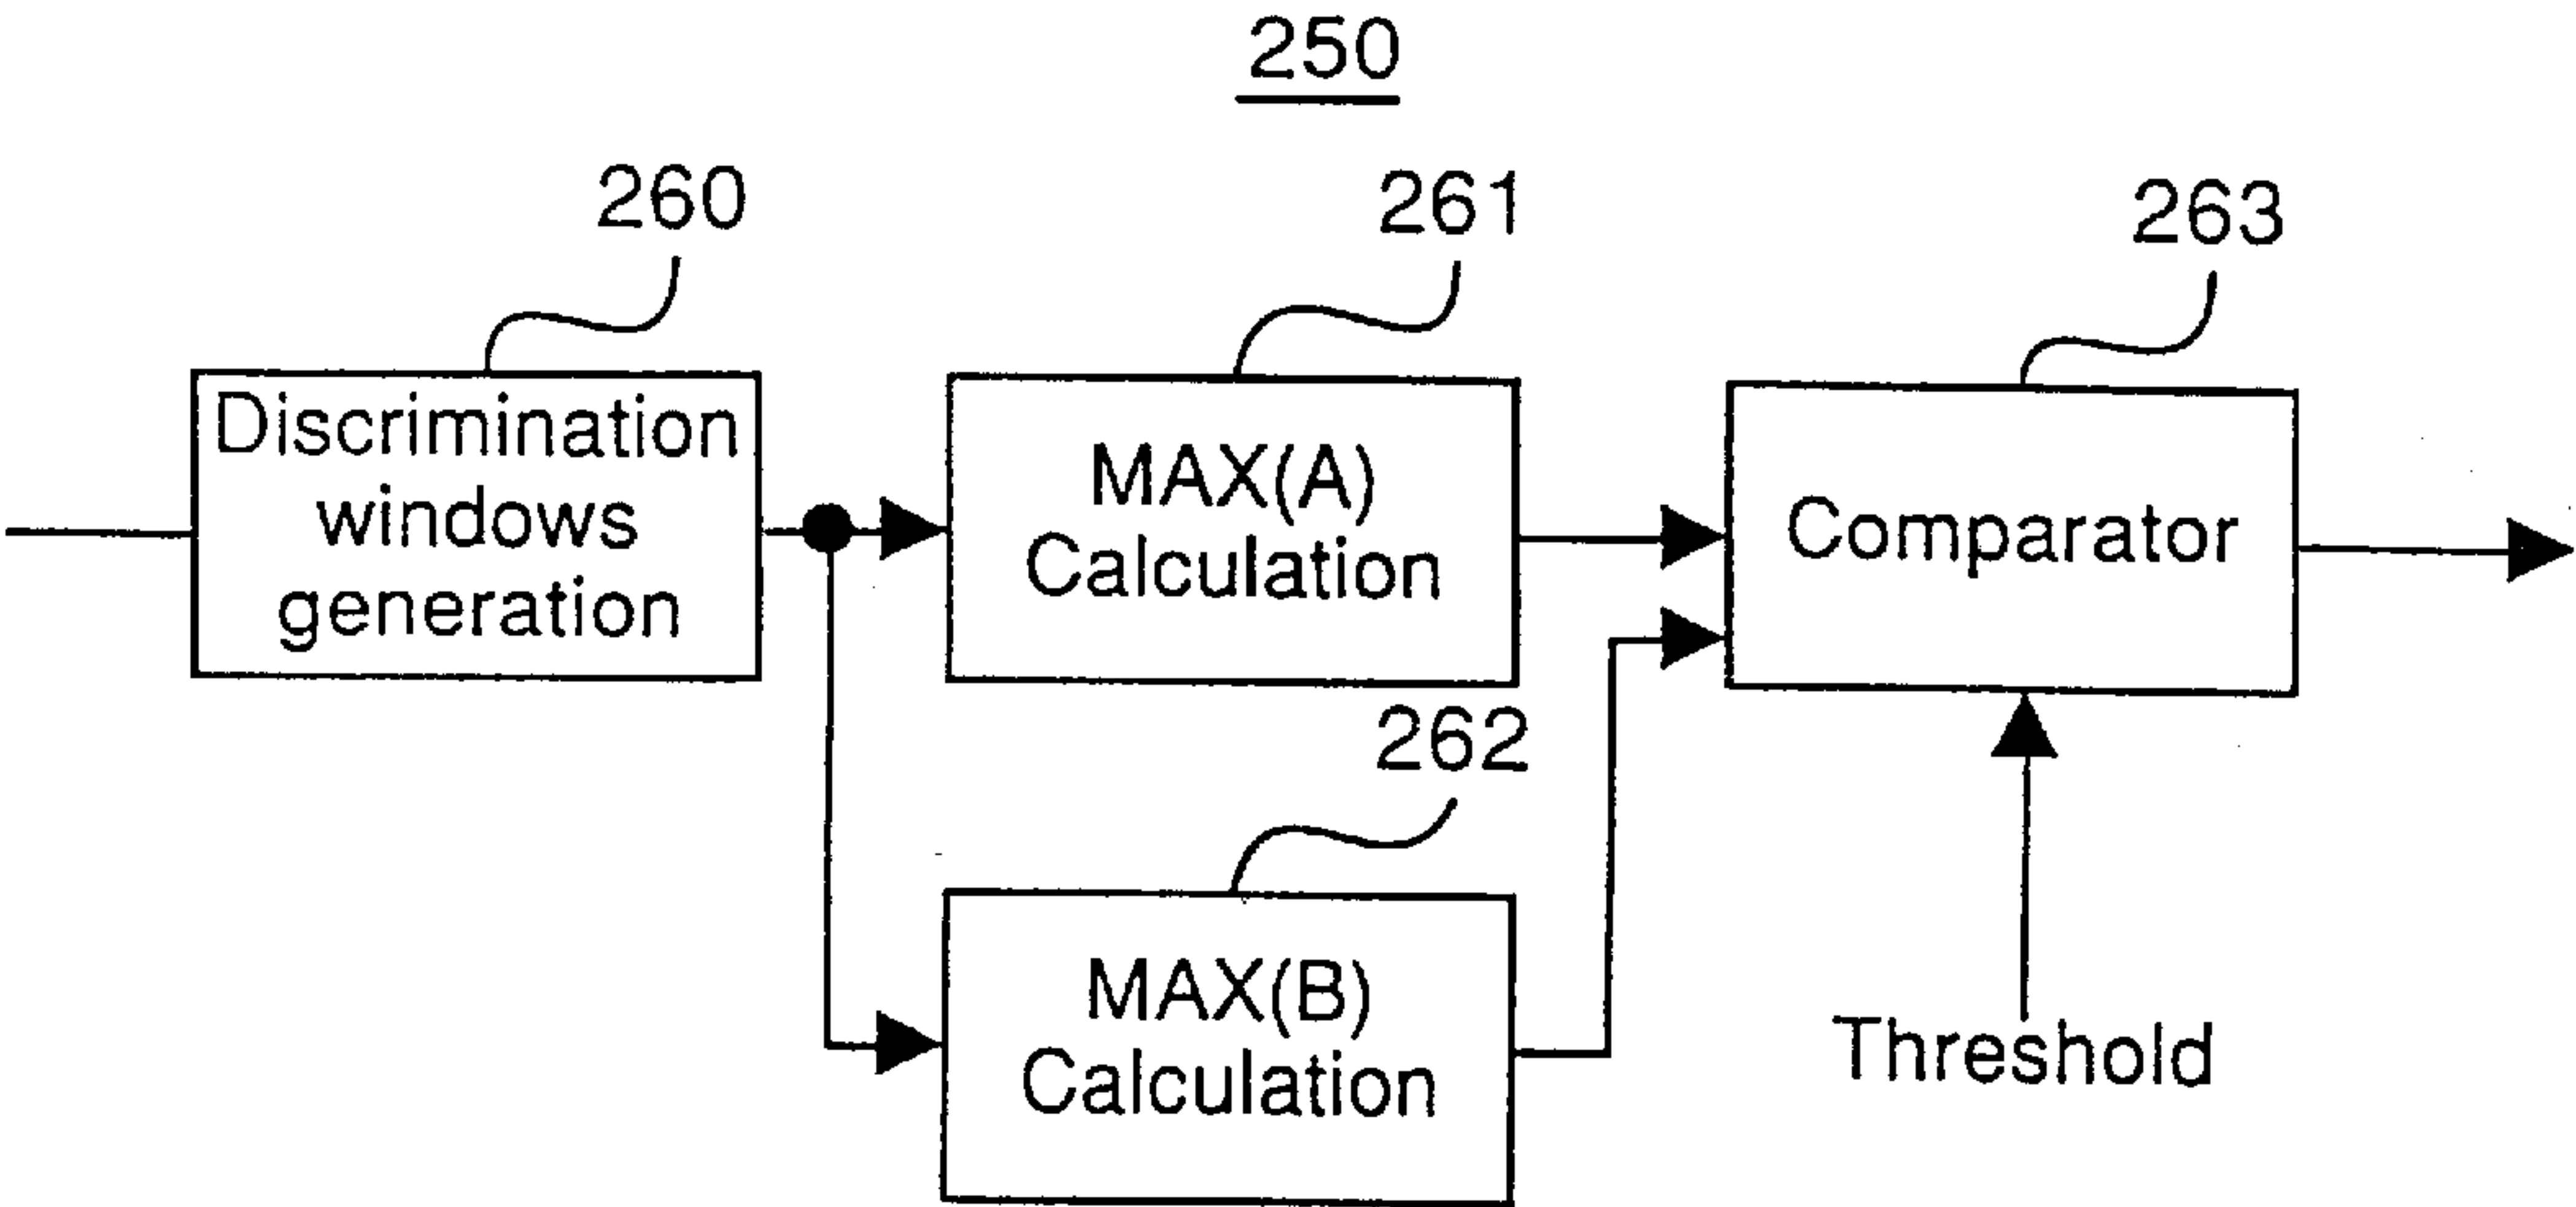 250
260
261
263
Discrimination
windows
generation
MAX(A)
Calculation
Comparator
262
MAX(B)
Calculation
Threshold